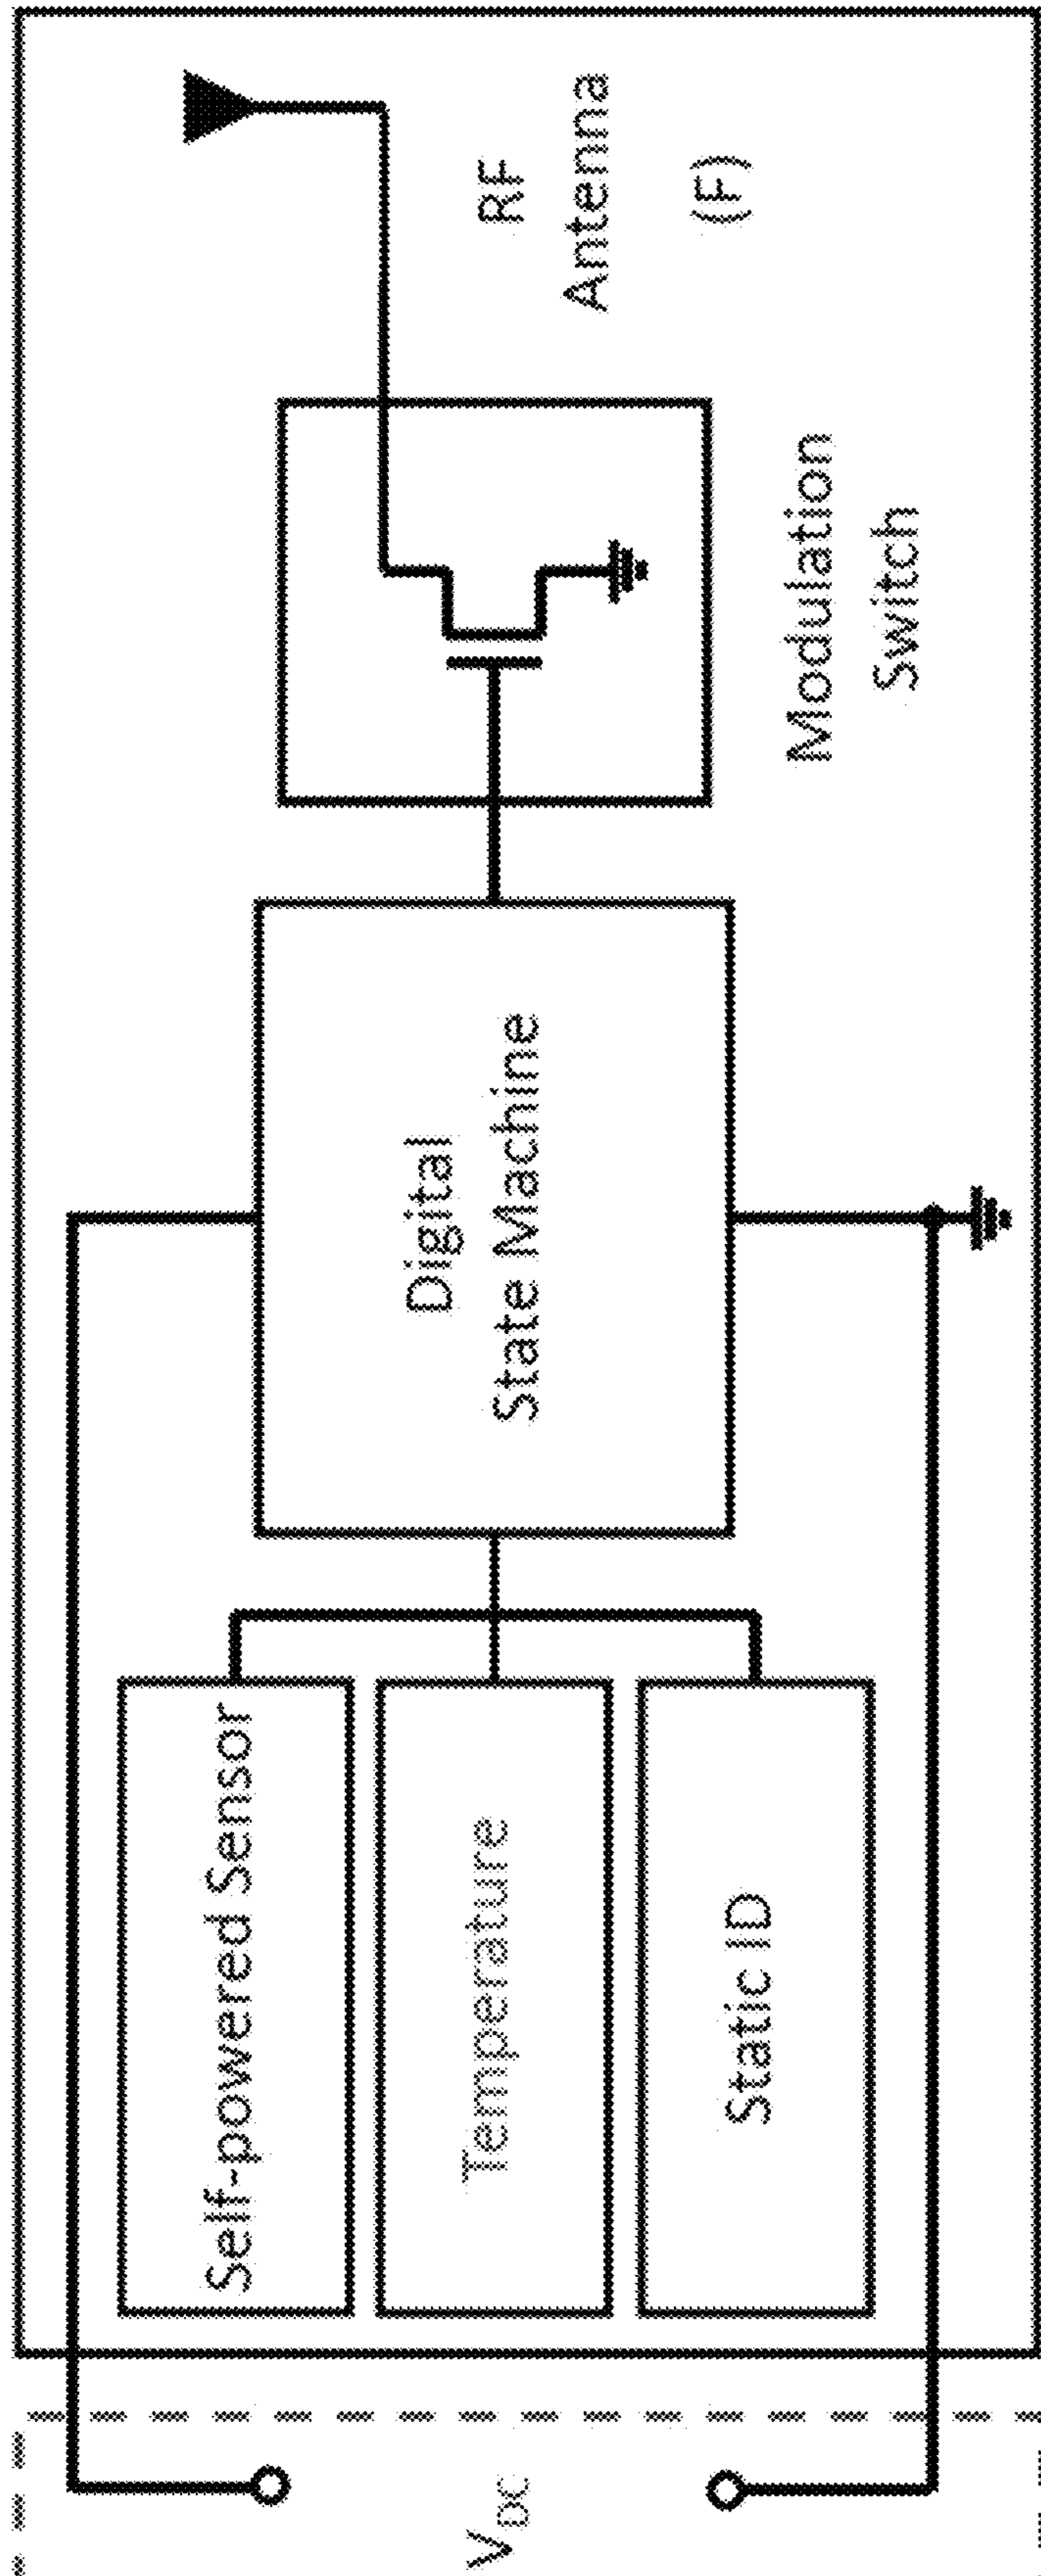 V_DC
Self-powered Sensor
Temperature
Static ID
Digital
State Machine
Modulation
Switch
RF
Antenna
(F)